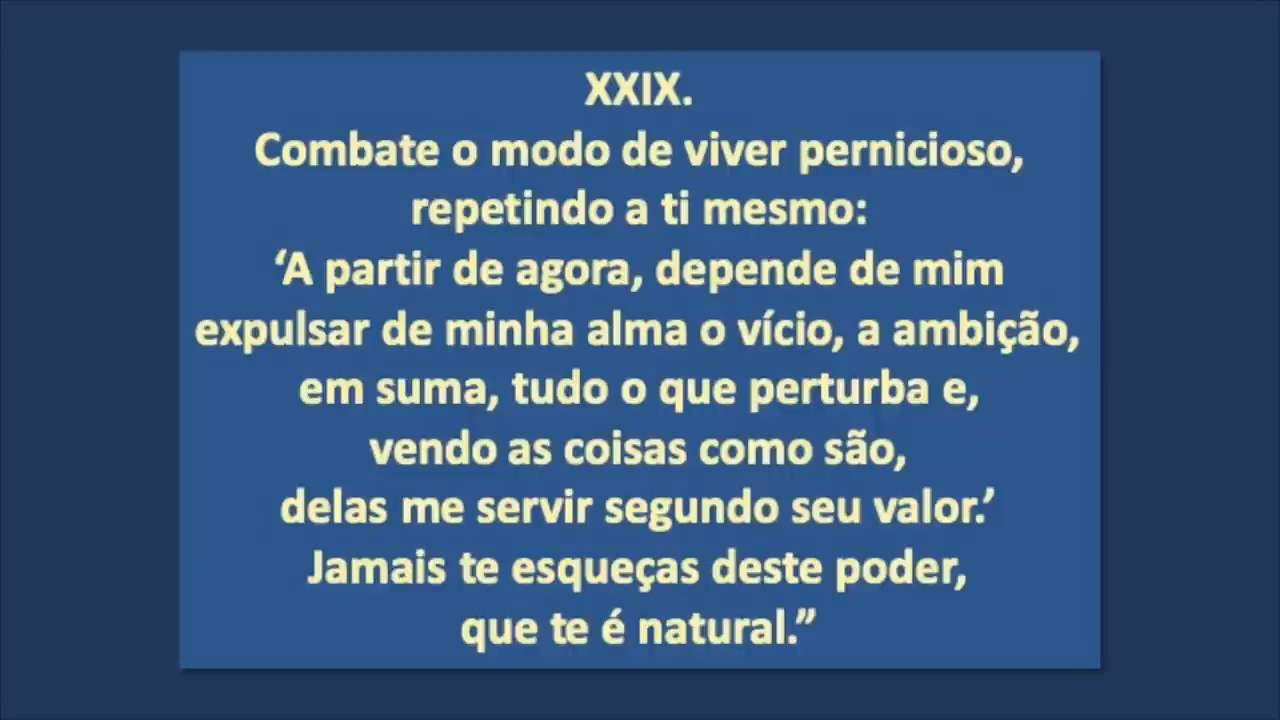 XXIX.
Combate o modo de viver pernicioso,
repetindo a ti mesmo:
‘A partir de agora, depende de mim
expulsar de minha alma o vício, a ambição,
em suma, tudo o que perturba e,
vendo as coisas como são,
delas me servir segundo seu valor.’
Jamais te esqueças deste poder,
que te é natural.”